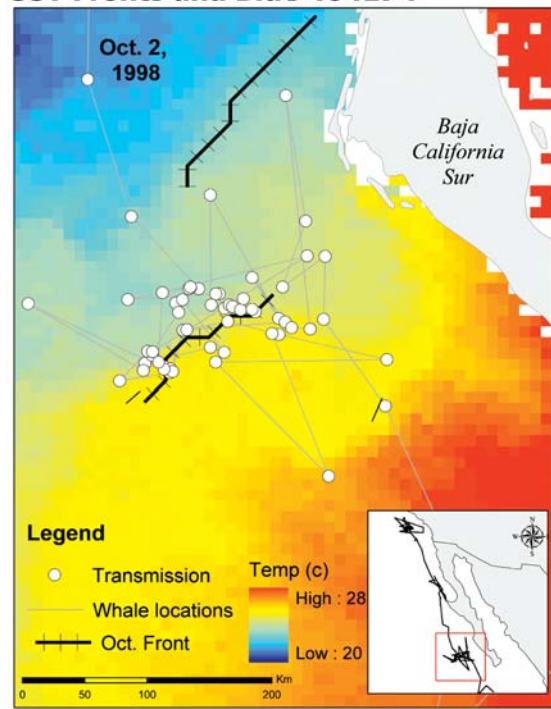 Oct. 2,
1998
Baja
California
Sur
Legend
Transmission
Whale locations
Oct. Front
Temp (c)
High : 28
Low : 20
Km
0 50 100 200
N
S